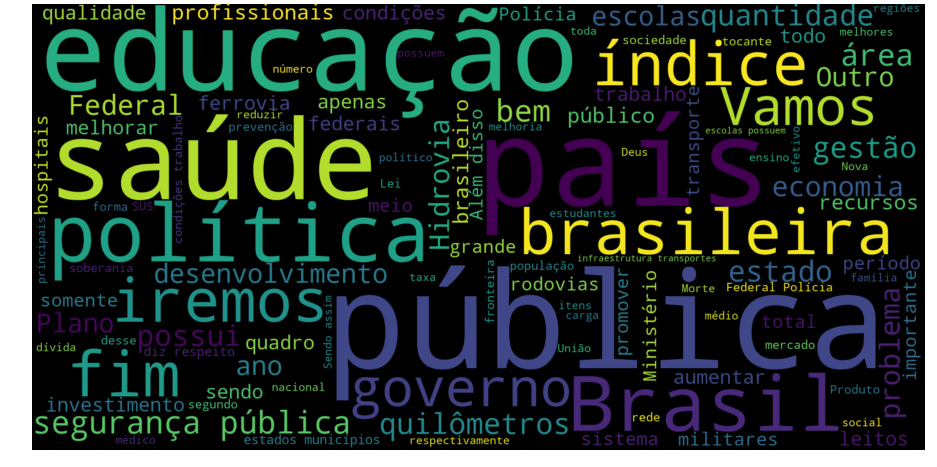 qualidade
profissionais
condições
Polícia
escolas
quantidade
regiões
educação
possuem
toda
sociedade
tocante
todo
melhores
número
índice
área
Outro
Federal
ferrovia
apenas
trabalho
Vamos
melhorar
reduzir
prevenção
federais
brasileiro
bem
público
melhoria
escolas possuem
hospitais
saúde
condições trabalho
político
Além disso
país
Deus
transporte
ensino
efetivo
gestão
Nova
Lei
economia
recursos
principais
forma
SUS
meio
Hidrovia
estudantes
política
grande
brasileira
infraestrutura transportes
soberania
desenvolvimento
taxa
população
rodovias
fronteira
estado
período
família
somente
iremos
Sendo assim
pública
itens
carga
promover
Ministério
Morte
Federal Polícia
importante
Plano
possui
desse
diz respeito
quadro
médio
total
problema
dívida
União
mercado
fim
ano
sendo
nacional
governo
Brasil
aumentar
Produto
investimento
segundo
segurança pública
quilômetros
rede
social
médico
estados municípios
respectivamente
sistema
militares
leitos